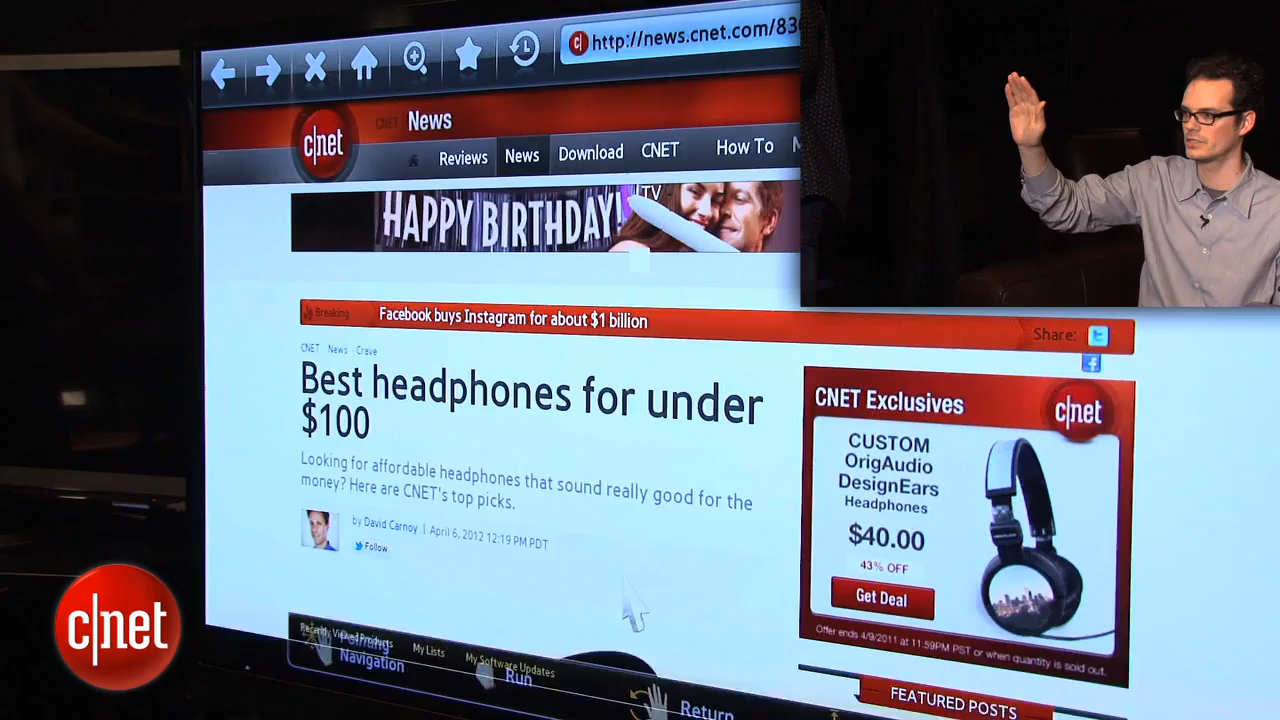 http://news.cnet.com/83
c|net
CNET News
Reviews News Download CNET How To
HAPPY BIRTHDAY!
TV
Breaking
Facebook buys Instagram for about $1 billion
Share:
CNET News Crave
Best headphones for under
$100
Looking for affordable headphones that sound really good for the
money? Here are CNET's top picks.
by David Carnoy | April 6, 2012 12:19 PM PDT
Follow
CNET Exclusives
c|net
CUSTOM
OrigAudio
DesignEars
Headphones
$40.00
43% OFF
Get Deal
Offer ends 4/9/2011 at 11:59PM PST or when quantity is sold out.
Recently Viewed Products My Lists My Software Updates
Pointing
Navigation
Run
Return
FEATURED POSTS
c|net